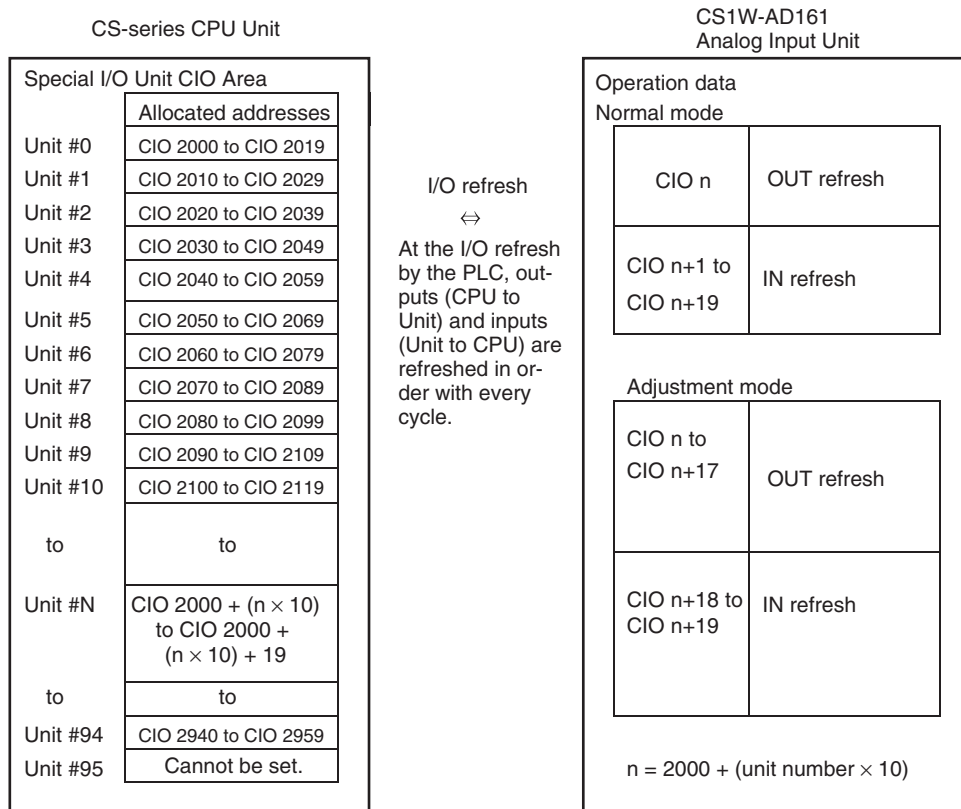 CS-series CPU Unit
Special I/O Unit CIO Area
Allocated addresses
Unit #0 CIO 2000 to CIO 2019
Unit #1 CIO 2010 to CIO 2029
Unit #2 CIO 2020 to CIO 2039
Unit #3 CIO 2030 to CIO 2049
Unit #4 CIO 2040 to CIO 2059
Unit #5 CIO 2050 to CIO 2069
Unit #6 CIO 2060 to CIO 2079
Unit #7 CIO 2070 to CIO 2089
Unit #8 CIO 2080 to CIO 2099
Unit #9 CIO 2090 to CIO 2109
Unit #10 CIO 2100 to CIO 2119
to to
Unit #N CIO 2000 + (n × 10)
to CIO 2000 +
(n × 10) + 19
to to
Unit #94 CIO 2940 to CIO 2959
Unit #95 Cannot be set.
I/O refresh
⇔
At the I/O refresh
by the PLC, out-
puts (CPU to
Unit) and inputs
(Unit to CPU) are
refreshed in or-
der with every
cycle.
CS1W-AD161
Analog Input Unit
Operation data
Normal mode
CIO n OUT refresh
CIO n+1 to
CIO n+19
IN refresh
Adjustment mode
CIO n to
CIO n+17
OUT refresh
CIO n+18 to
CIO n+19
IN refresh
n = 2000 + (unit number × 10)